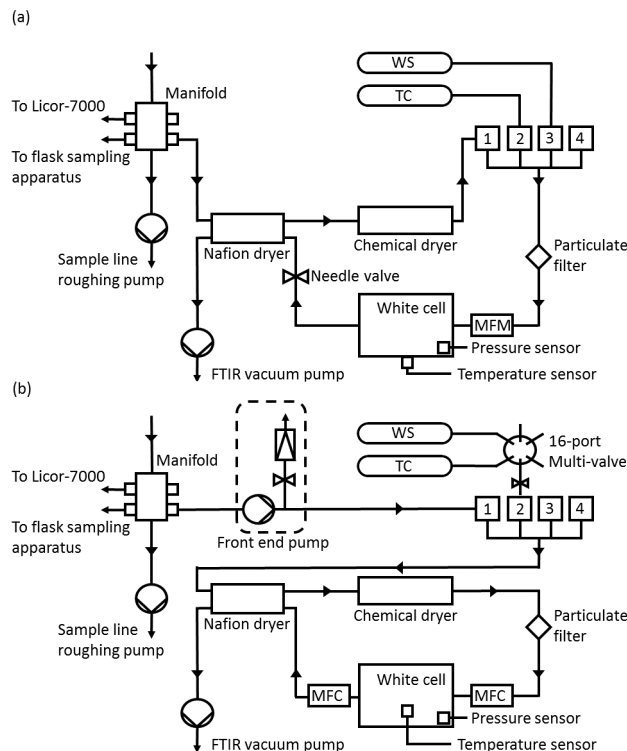 (a)
WS
TC
Manifold
To Licor-7000
To flask sampling
apparatus
1 2 3 4
Sample line
roughing pump
Nafion dryer
Chemical dryer
Particulate
filter
Needle valve
White cell
MFM
Pressure sensor
Temperature sensor
FTIR vacuum pump
(b)
WS
TC
16-port
Multi-valve
Manifold
To Licor-7000
To flask sampling
apparatus
Front end pump
1 2 3 4
Sample line
roughing pump
Nafion dryer
Chemical dryer
Particulate
filter
MFC
White cell
MFC
Pressure sensor
Temperature sensor
FTIR vacuum pump